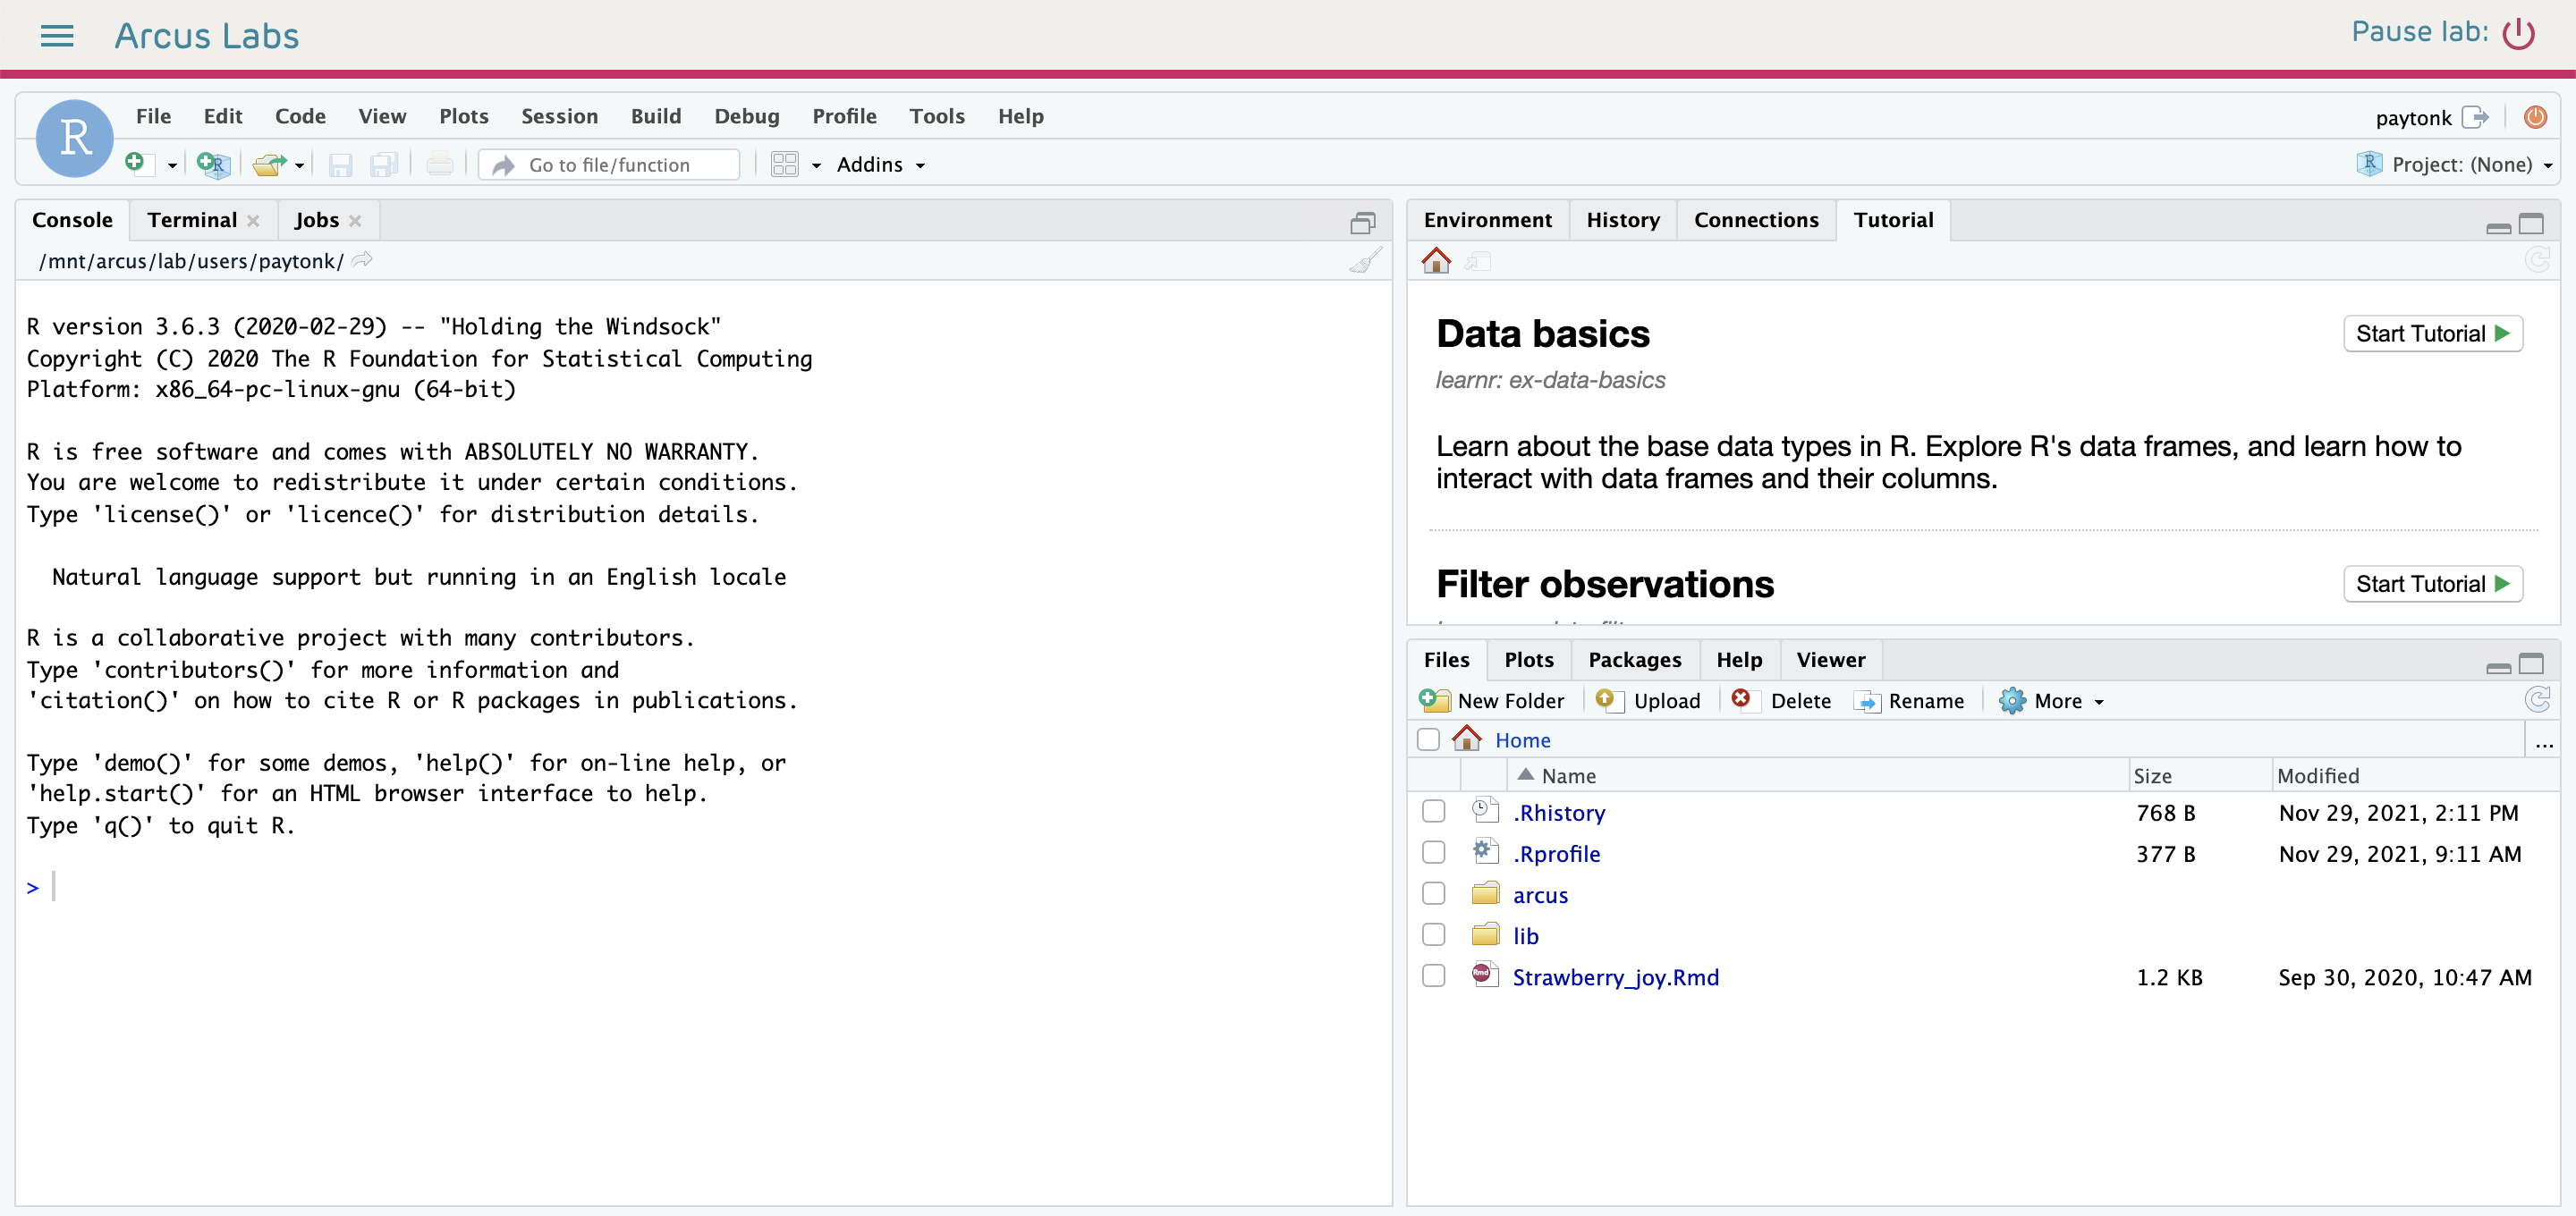 Arcus Labs
Pause lab:
R File Edit Code View Plots Session Build Debug Profile Tools Help paytonk
R Go to file/function Addins R Project: (None)
Console Terminal Jobs
/mnt/arcus/lab/users/paytonk/
R version 3.6.3 (2020-02-29) -- "Holding the Windsock"
Copyright (C) 2020 The R Foundation for Statistical Computing
Platform: x86_64-pc-linux-gnu (64-bit)
R is free software and comes with ABSOLUTELY NO WARRANTY.
You are welcome to redistribute it under certain conditions.
Type 'license()' or 'licence()' for distribution details.
Natural language support but running in an English locale
R is a collaborative project with many contributors.
Type 'contributors()' for more information and
'citation()' on how to cite R or R packages in publications.
Type 'demo()' for some demos, 'help()' for on-line help, or
'help.start()' for an HTML browser interface to help.
Type 'q()' to quit R.
>
Environment History Connections Tutorial
Data basics
Start Tutorial
learnr: ex-data-basics
Learn about the base data types in R. Explore R's data frames, and learn how to
interact with data frames and their columns.
Filter observations
Start Tutorial
Files Plots Packages Help Viewer
New Folder Upload Delete Rename More
Home ...
Name Size Modified
.Rhistory 768 B Nov 29, 2021, 2:11 PM
.Rprofile 377 B Nov 29, 2021, 9:11 AM
arcus
lib
Rmd Strawberry_joy.Rmd 1.2 KB Sep 30, 2020, 10:47 AM